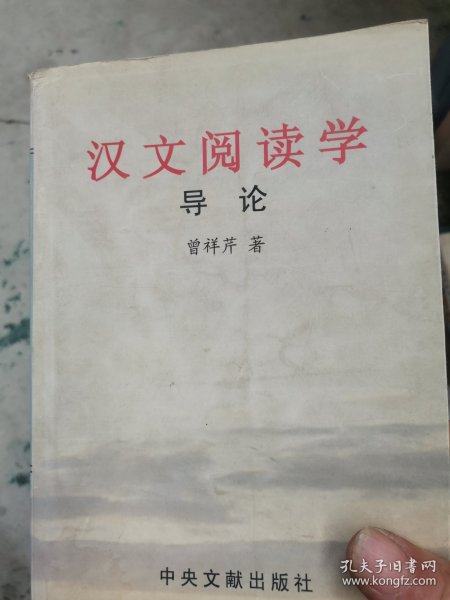 汉文阅读学
导论
曾祥芹 著
中央文献出版社
孔夫子旧书网
www.kongfz.com